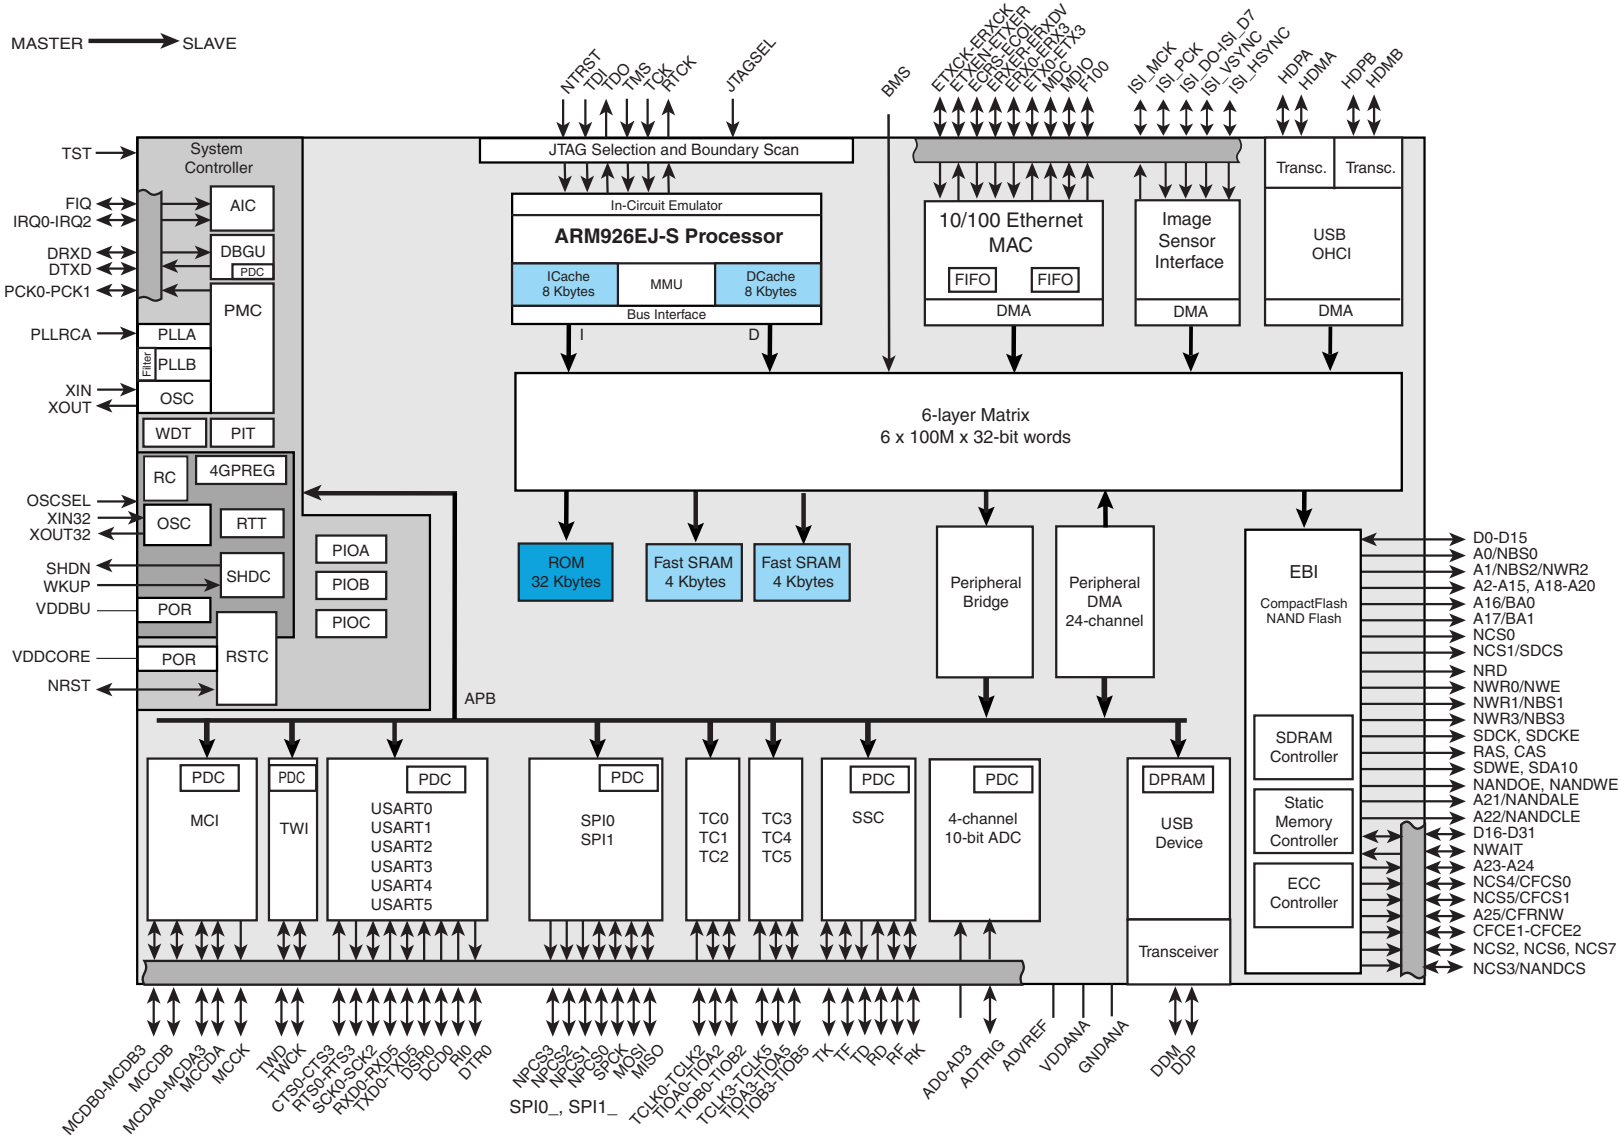 MASTER
SLAVE
NTRST
TDI
TDO
TMS
TCK
RTCK
JTAGSEL
BMS
ETXCK-ERXCK
ETXEN-ETXER
ECRS-ECOL
ERXER-ERXDV
ERX0-ERX3
ETX0-ETX3
MDC
MDIO
F100
ISI_MCK
ISI_PCK
ISI_DO-ISI_D7
ISI_VSYNC
ISI_HSYNC
HDPA
HDMA
HDPB
HDMB
TST
FIQ
IRQ0-IRQ2
DRXD
DTXD
PCK0-PCK1
PLLRCA
XIN
XOUT
OSCSEL
XIN32
XOUT32
SHDN
WKUP
VDDBU
VDDCORE
NRST
System
Controller
AIC
DBGU
PDC
PMC
PLLA
Filter
PLLB
OSC
WDT
PIT
RC
4GPREG
OSC
RTT
SHDC
POR
RSTC
POR
PIOA
PIOB
PIOC
JTAG Selection and Boundary Scan
In-Circuit Emulator
ARM926EJ-S Processor
ICache
8 Kbytes
MMU
DCache
8 Kbytes
Bus Interface
I
D
10/100 Ethernet
MAC
FIFO
FIFO
DMA
Image
Sensor
Interface
DMA
Transc.
Transc.
USB
OHCI
DMA
6-layer Matrix
6 x 100M x 32-bit words
ROM
32 Kbytes
Fast SRAM
4 Kbytes
Fast SRAM
4 Kbytes
Peripheral
Bridge
Peripheral
DMA
24-channel
EBI
CompactFlash
NAND Flash
SDRAM
Controller
Static
Memory
Controller
ECC
Controller
D0-D15
A0/NBS0
A1/NBS2/NWR2
A2-A15, A18-A20
A16/BA0
A17/BA1
NCS0
NCS1/SDCS
NRD
NWR0/NWE
NWR1/NBS1
NWR3/NBS3
SDCK, SDCKE
RAS, CAS
SDWE, SDA10
NANDOE, NANDWE
A21/NANDALE
A22/NANDCLE
D16-D31
NWAIT
A23-A24
NCS4/CFCS0
NCS5/CFCS1
A25/CFRNW
CFCE1-CFCE2
NCS2, NCS6, NCS7
NCS3/NANDCS
APB
PDC
MCI
PDC
TWI
PDC
USART0
USART1
USART2
USART3
USART4
USART5
PDC
SPI0
SPI1
TC0
TC1
TC2
TC3
TC4
TC5
PDC
SSC
PDC
4-channel
10-bit ADC
DPRAM
USB
Device
Transceiver
MCDB0-MCDB3
MCCDB
MCDA0-MCDA3
MCCDA
MCCK
TWD
TWCK
CTS0-CTS3
RTS0-RTS3
SCK0-SCK2
RXD0-RXD5
TXD0-TXD5
DSR0
DCD0
RI0
DTR0
NPCS3
NPCS2
NPCS1
NPCS0
SPCK
MOSI
MISO
SPI0_, SPI1_
TCLK0-TCLK2
TIOA0-TIOA2
TIOB0-TIOB2
TCLK3-TCLK5
TIOA3-TIOA5
TIOB3-TIOB5
TK
TF
TD
RD
RF
RK
AD0-AD3
ADTRIG
ADVREF
VDDANA
GNDANA
DDM
DDP